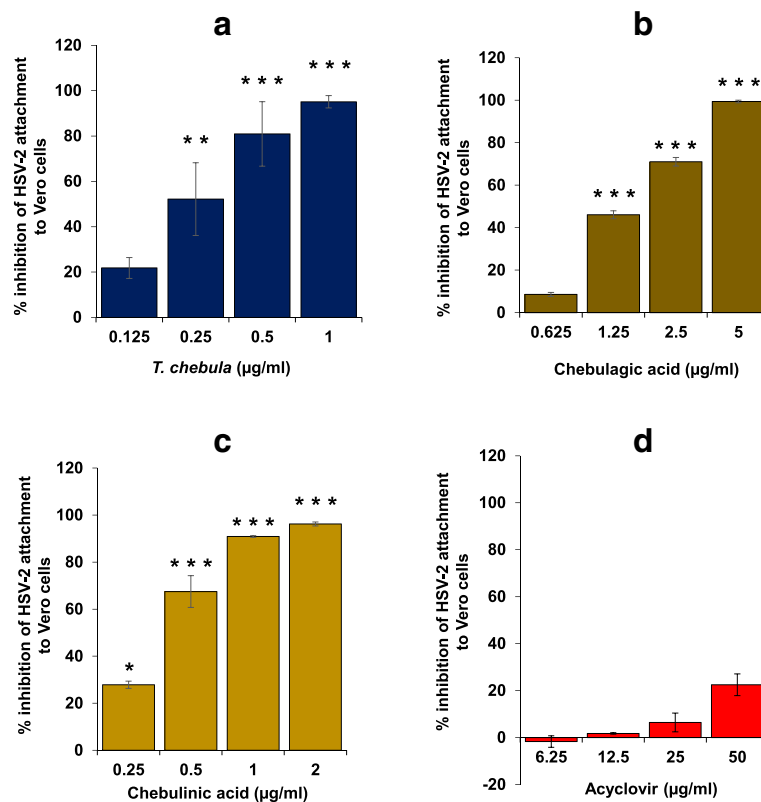 a
120
100
80
60
40
20
0
% inhibition of HSV-2 attachment
to Vero cells
* *
* * *
* * *
0.125 0.25 0.5 1
T. chebula (µg/ml)
b
120
100
80
60
40
20
0
% inhibition of HSV-2 attachment
to Vero cells
* * *
* * *
* * *
0.625 1.25 2.5 5
Chebulagic acid (µg/ml)
c
120
100
80
60
40
20
0
% inhibition of HSV-2 attachment
to Vero cells
*
* * *
* * *
* * *
0.25 0.5 1 2
Chebulinic acid (µg/ml)
d
120
100
80
60
40
20
0
-20
% inhibition of HSV-2 attachment
to Vero cells
6.25 12.5 25 50
Acyclovir (µg/ml)